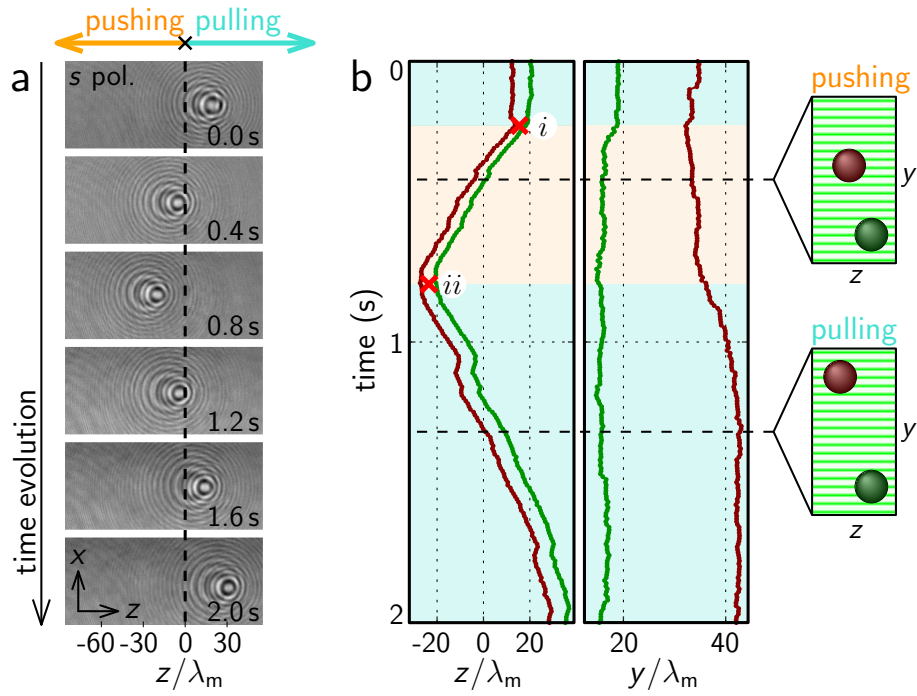 pushing pulling
a
s pol.
0.0 s
0.4 s
0.8 s
1.2 s
1.6 s
2.0 s
x
z
time evolution
-60 -30 0 30
z/λm
b
0
1
2
time (s)
i
ii
-20 0 20
z/λm
20 40
y/λm
pushing
y
z
pulling
y
z